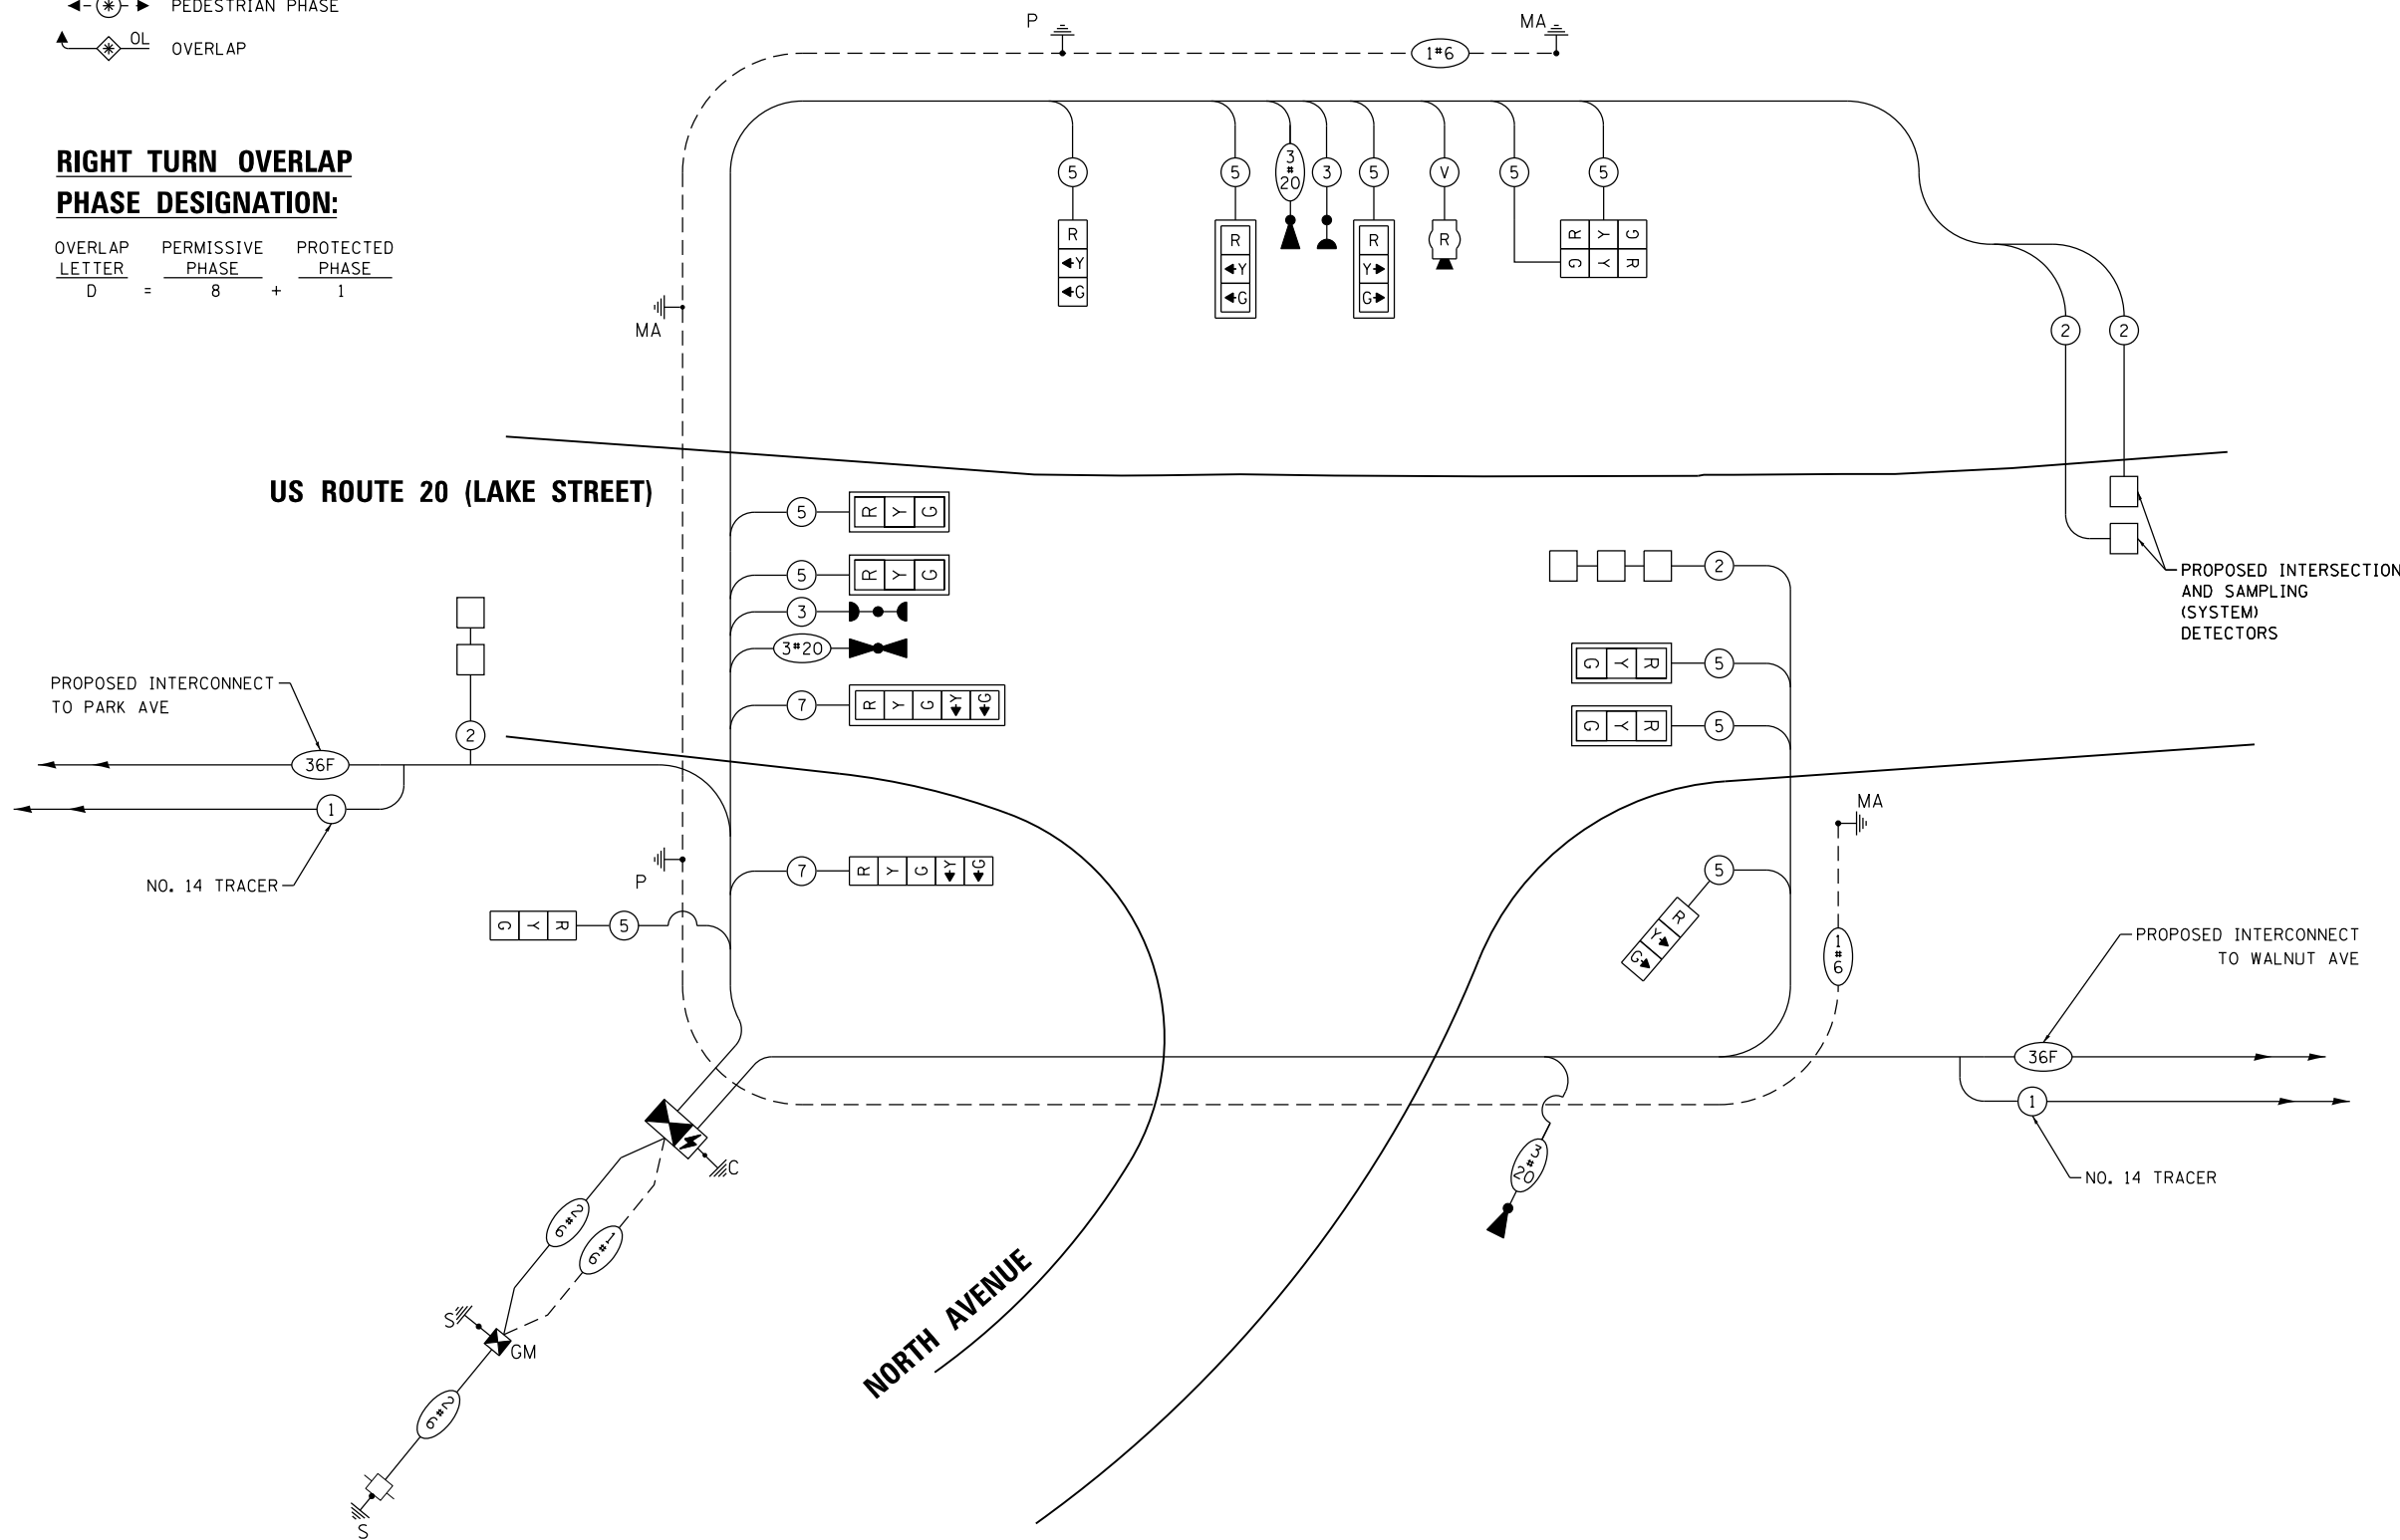 PEDESTRIAN PHASE
OL
OVERLAP
RIGHT TURN OVERLAP
PHASE DESIGNATION:
OVERLAP PERMISSIVE PROTECTED
LETTER PHASE PHASE
D = 8 + 1
P
MA
1#6
5
5
3
#
20
3
5
V
5
5
R
Y
G
R
Y
G
R
Y
G
R
R Y G
G Y R
MA
2
2
US ROUTE 20 (LAKE STREET)
5
R Y G
5
R Y G
3
3#20
7
R Y G Y G
2
G Y R
5
G Y R
5
PROPOSED INTERSECTION
AND SAMPLING
(SYSTEM)
DETECTORS
PROPOSED INTERCONNECT
TO PARK AVE
2
36F
1
NO. 14 TRACER
P
7
R Y G Y G
G Y R
5
MA
5
R
Y
G
1
#
6
PROPOSED INTERCONNECT
TO WALNUT AVE
36F
1
NO. 14 TRACER
C
3
#
20
2#6
1#6
S
GM
2#6
S
NORTH AVENUE